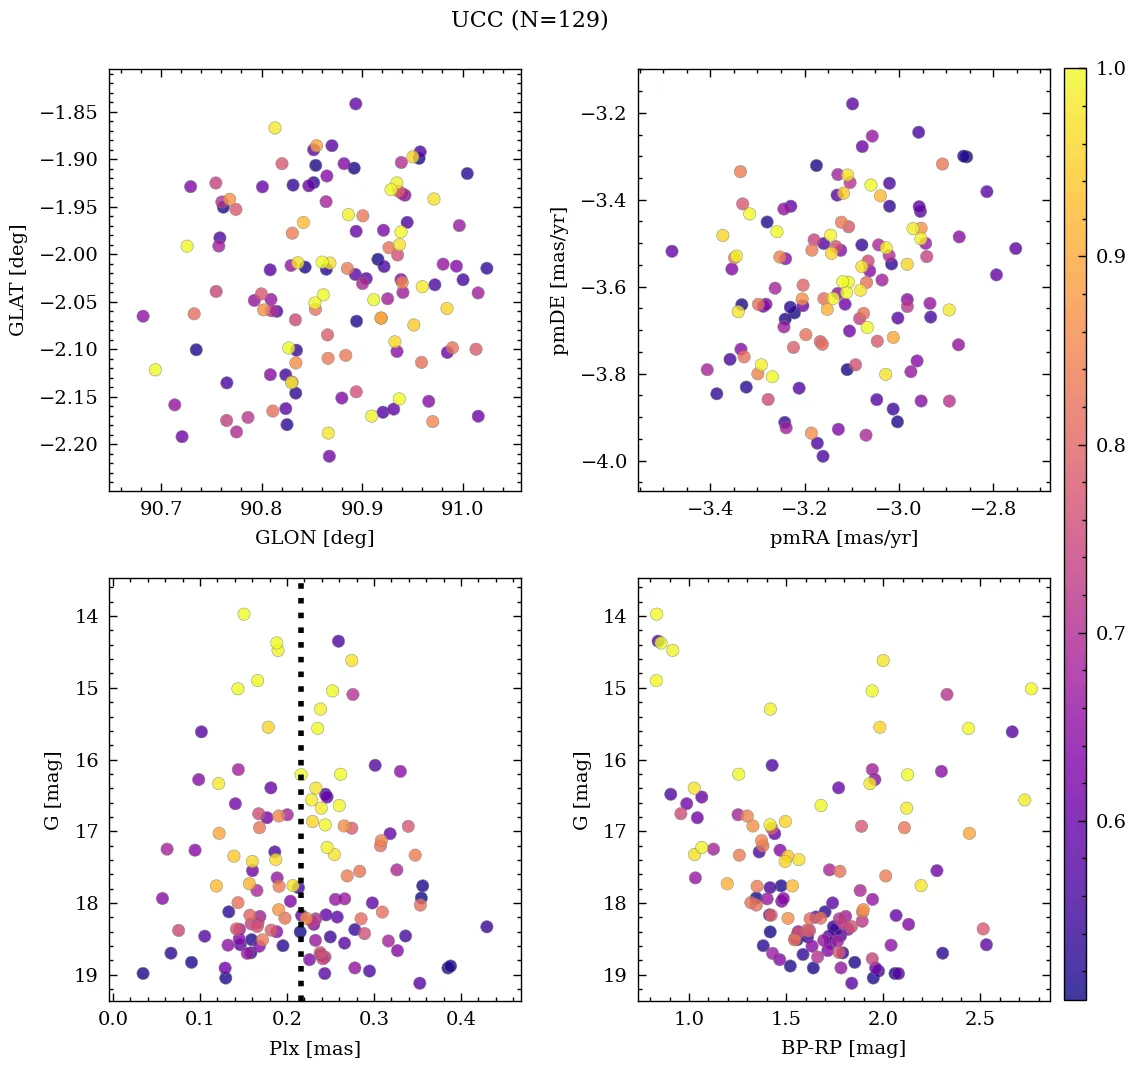 UCC (N=129)
−1.85
−1.90
−1.95
−2.00
−2.05
−2.10
−2.15
−2.20
GLAT [deg]
90.7 90.8 90.9 91.0
GLON [deg]
−3.2
−3.4
−3.6
−3.8
−4.0
pmDE [mas/yr]
−3.4 −3.2 −3.0 −2.8
pmRA [mas/yr]
1.0
0.9
0.8
0.7
0.6
14
15
16
17
18
19
G [mag]
0.0 0.1 0.2 0.3 0.4
Plx [mas]
14
15
16
17
18
19
G [mag]
1.0 1.5 2.0 2.5
BP-RP [mag]